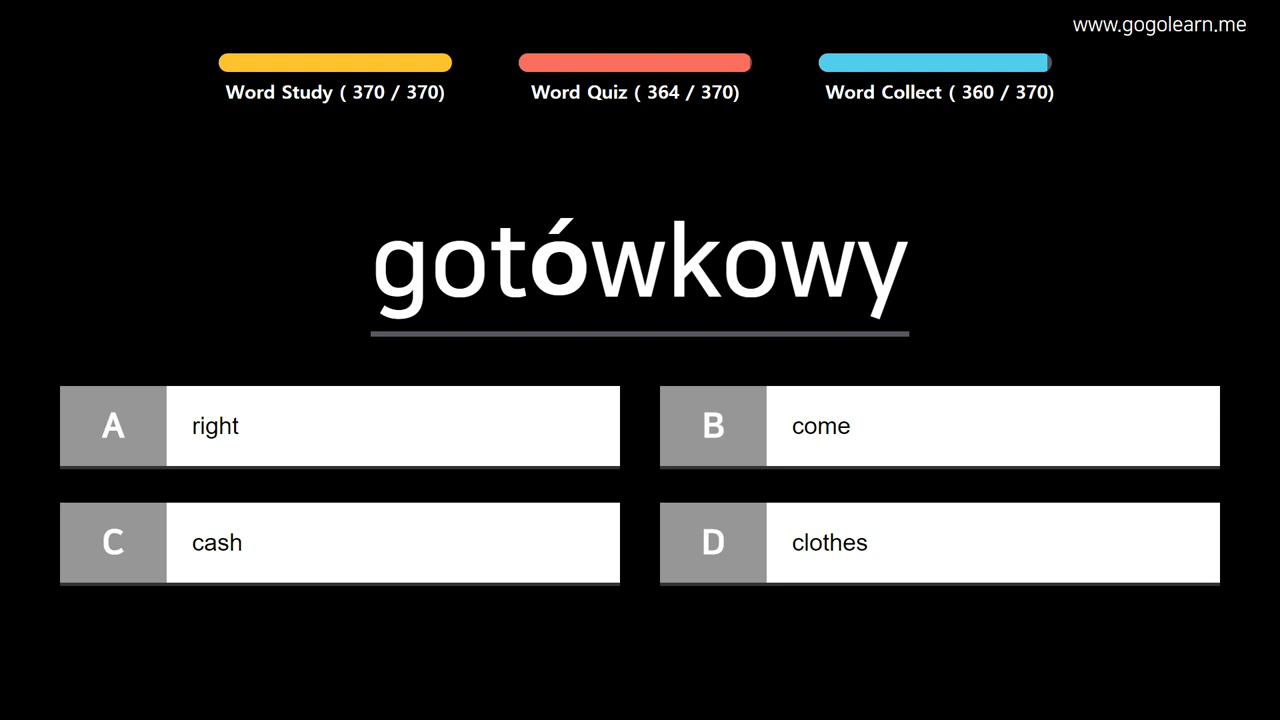 www.gogolearn.me
Word Study ( 370 / 370)
Word Quiz ( 364 / 370)
Word Collect ( 360 / 370)
gotówkowy
A right
B come
C cash
D clothes